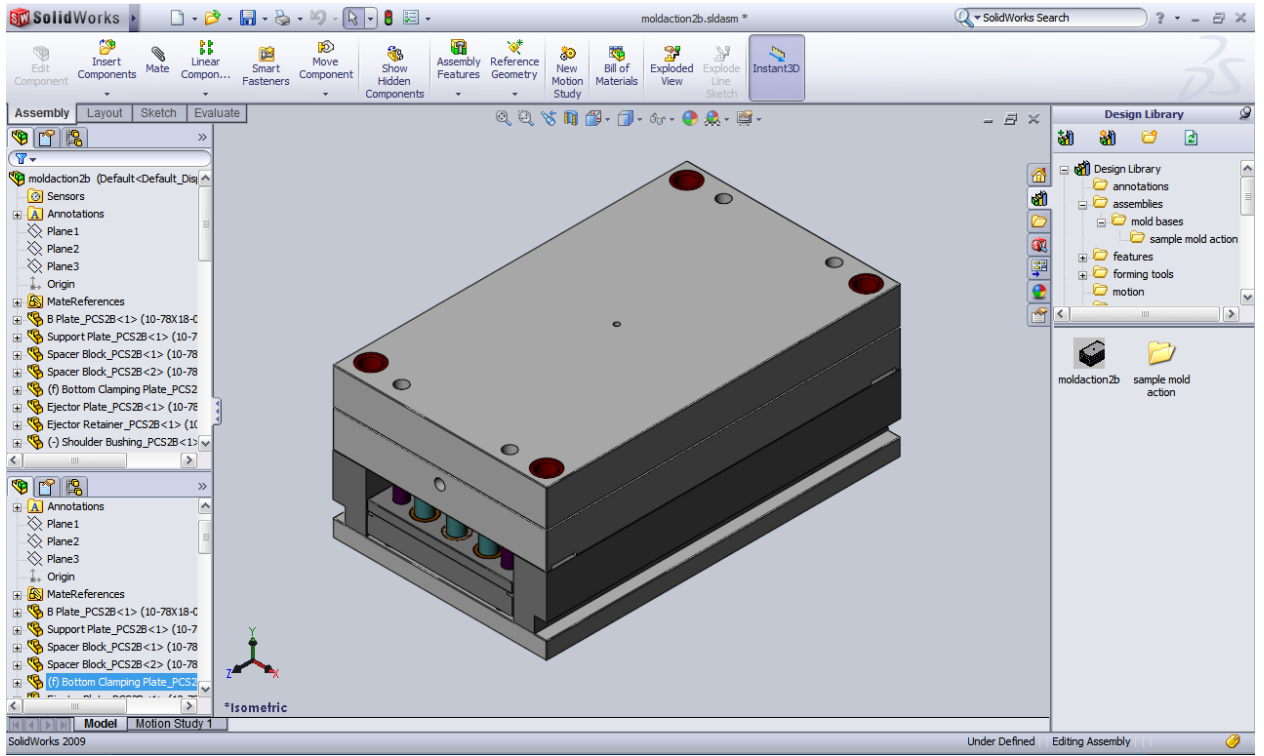 SolidWorks
moldaction2b.sldasm *
SolidWorks Search
Edit Component
Insert Components
Mate
Linear Compon...
Smart Fasteners
Move Component
Show Hidden Components
Assembly Features
Reference Geometry
New Motion Study
Bill of Materials
Exploded View
Explode Line Sketch
Instant3D
Assembly Layout Sketch Evaluate
moldaction2b (Default<Default_Disp
Sensors
Annotations
Plane1
Plane2
Plane3
Origin
MateReferences
B Plate_PCS2B<1> (10-78X18-0
Support Plate_PCS2B<1> (10-7
Spacer Block_PCS2B<1> (10-78
Spacer Block_PCS2B<2> (10-78
(f) Bottom Clamping Plate_PCS2
Ejector Plate_PCS2B<1> (10-78
Ejector Retainer_PCS2B<1> (10
(-) Shoulder Bushing_PCS2B<1>
Annotations
Plane1
Plane2
Plane3
Origin
MateReferences
B Plate_PCS2B<1> (10-78X18-0
Support Plate_PCS2B<1> (10-7
Spacer Block_PCS2B<1> (10-78
Spacer Block_PCS2B<2> (10-78
(f) Bottom Clamping Plate_PCS2
Y
Z
X
*Isometric
Design Library
Design Library
annotations
assemblies
mold bases
sample mold action
features
forming tools
motion
moldaction2b
sample mold
action
Model Motion Study 1
SolidWorks 2009
Under Defined Editing Assembly